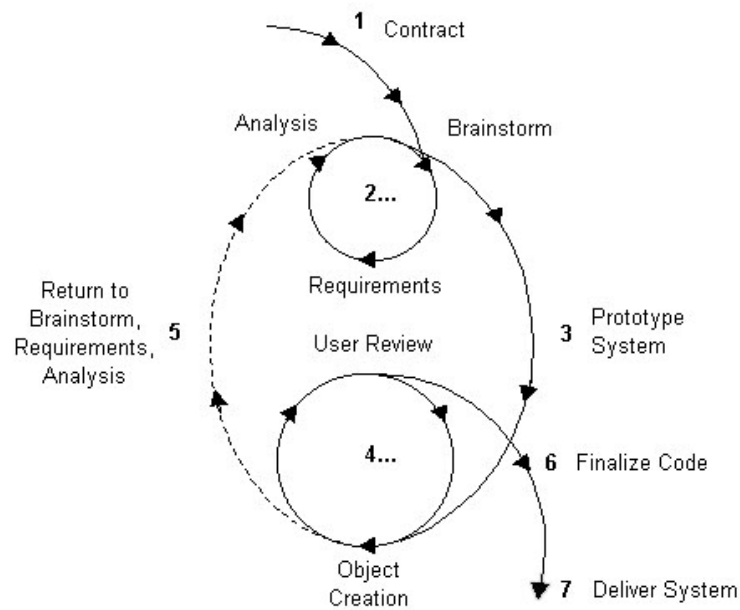 1 Contract
Analysis
Brainstorm
2...
Requirements
Return to
Brainstorm,
Requirements,
Analysis
5
User Review
3 Prototype
System
4...
6 Finalize Code
Object
Creation
7 Deliver System